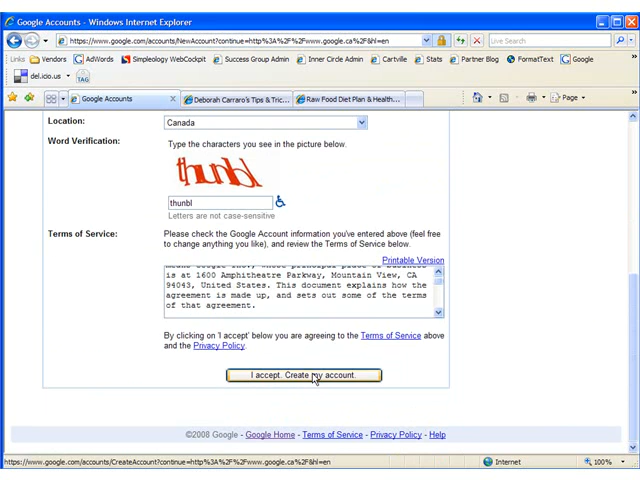 Google Accounts - Windows Internet Explorer
https://www.google.com/accounts/NewAccount?continue=http%3A%2F%2Fwww.google.ca%2F&hl=en
Live Search
Links Vendors AdWords Simpleology WebCockpit Success Group Admin Inner Circle Admin Cartville Stats Partner Blog FormatText Google
del.icio.us TAG
Google Accounts Deborah Carraro's Tips & Tric... Raw Food Diet Plan & Health... Page
Location: Canada
Word Verification: Type the characters you see in the picture below.
thunbl
thunbl
Letters are not case-sensitive
Terms of Service: Please check the Google Account information you've entered above (feel free
to change anything you like), and review the Terms of Service below.
Printable Version
means Google Inc., whose principal place of business
is at 1600 Amphitheatre Parkway, Mountain View, CA
94043, United States. This document explains how the
agreement is made up, and sets out some of the terms
of that agreement.
By clicking on 'I accept' below you are agreeing to the Terms of Service above
and the Privacy Policy.
I accept. Create my account.
©2008 Google - Google Home - Terms of Service - Privacy Policy - Help
https://www.google.com/accounts/CreateAccount?continue=http%3A%2F%2Fwww.google.ca%2F&hl=en Internet 100%